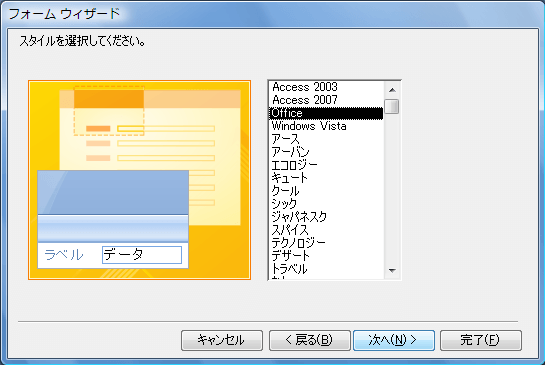 フォーム ウィザード
スタイルを選択してください。
ラベル データ
Access 2003
Access 2007
Office
Windows Vista
アース
アーバン
エコロジー
キュート
クール
シック
ジャパネスク
スパイス
テクノロジー
デザート
トラベル
キャンセル
< 戻る(B)
次へ(N) >
完了(F)